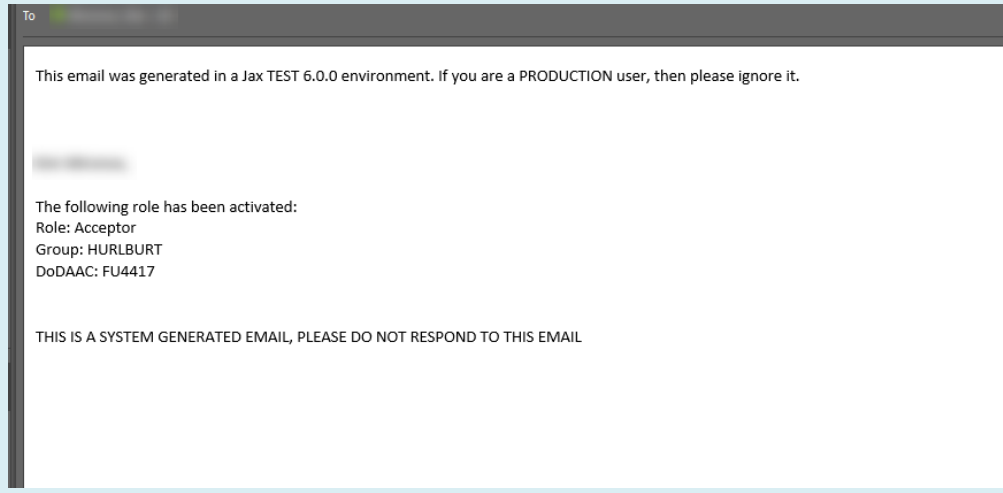 To
This email was generated in a Jax TEST 6.0.0 environment. If you are a PRODUCTION user, then please ignore it.
The following role has been activated:
Role: Acceptor
Group: HURLBURT
DoDAAC: FU4417
THIS IS A SYSTEM GENERATED EMAIL, PLEASE DO NOT RESPOND TO THIS EMAIL